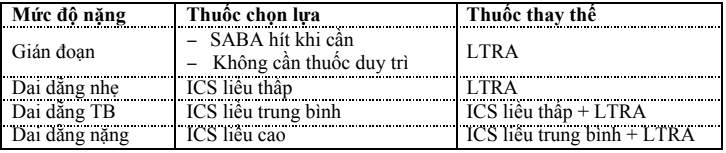 Mức độ nặng Thuốc chọn lựa Thuốc thay thế
Gián đoạn – SABA hít khi cần LTRA
– Không cần thuốc duy trì
Dai dẳng nhẹ ICS liều thấp LTRA
Dai dẳng TB ICS liều trung bình ICS liều thấp + LTRA
Dai dẳng nặng ICS liều cao ICS liều trung bình + LTRA